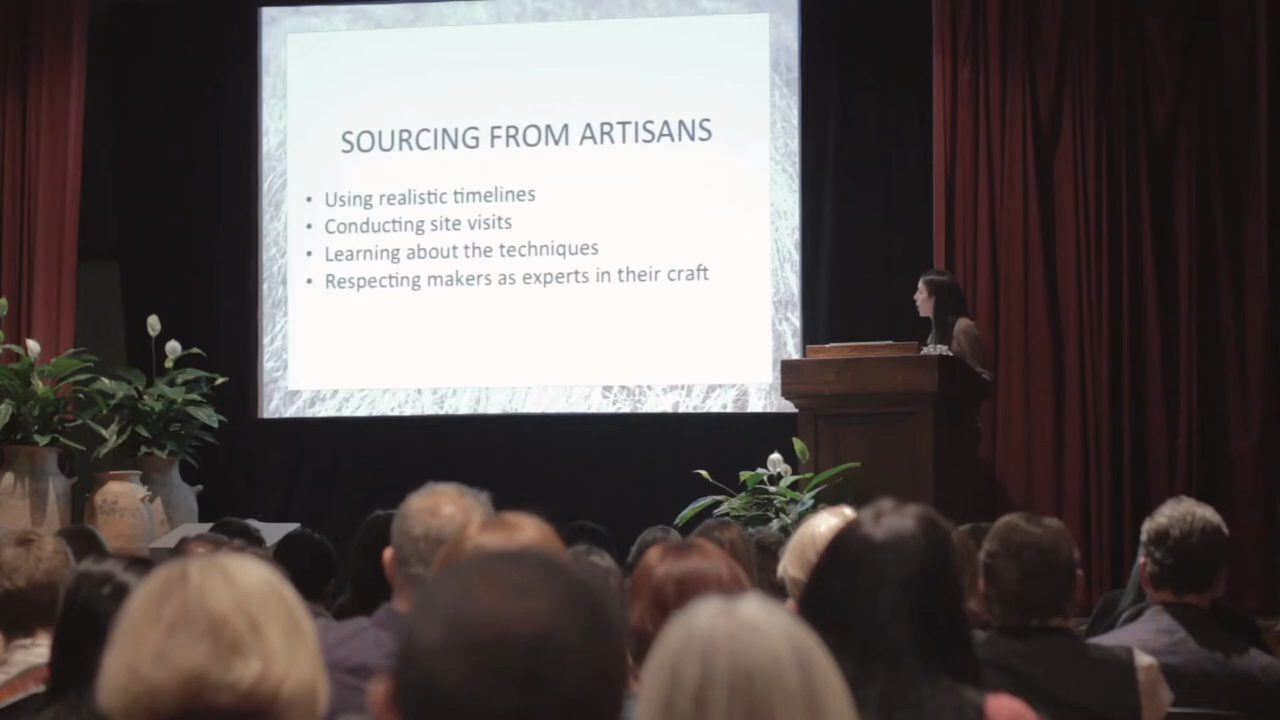 SOURCING FROM ARTISANS
• Using realistic timelines
• Conducting site visits
• Learning about the techniques
• Respecting makers as experts in their craft